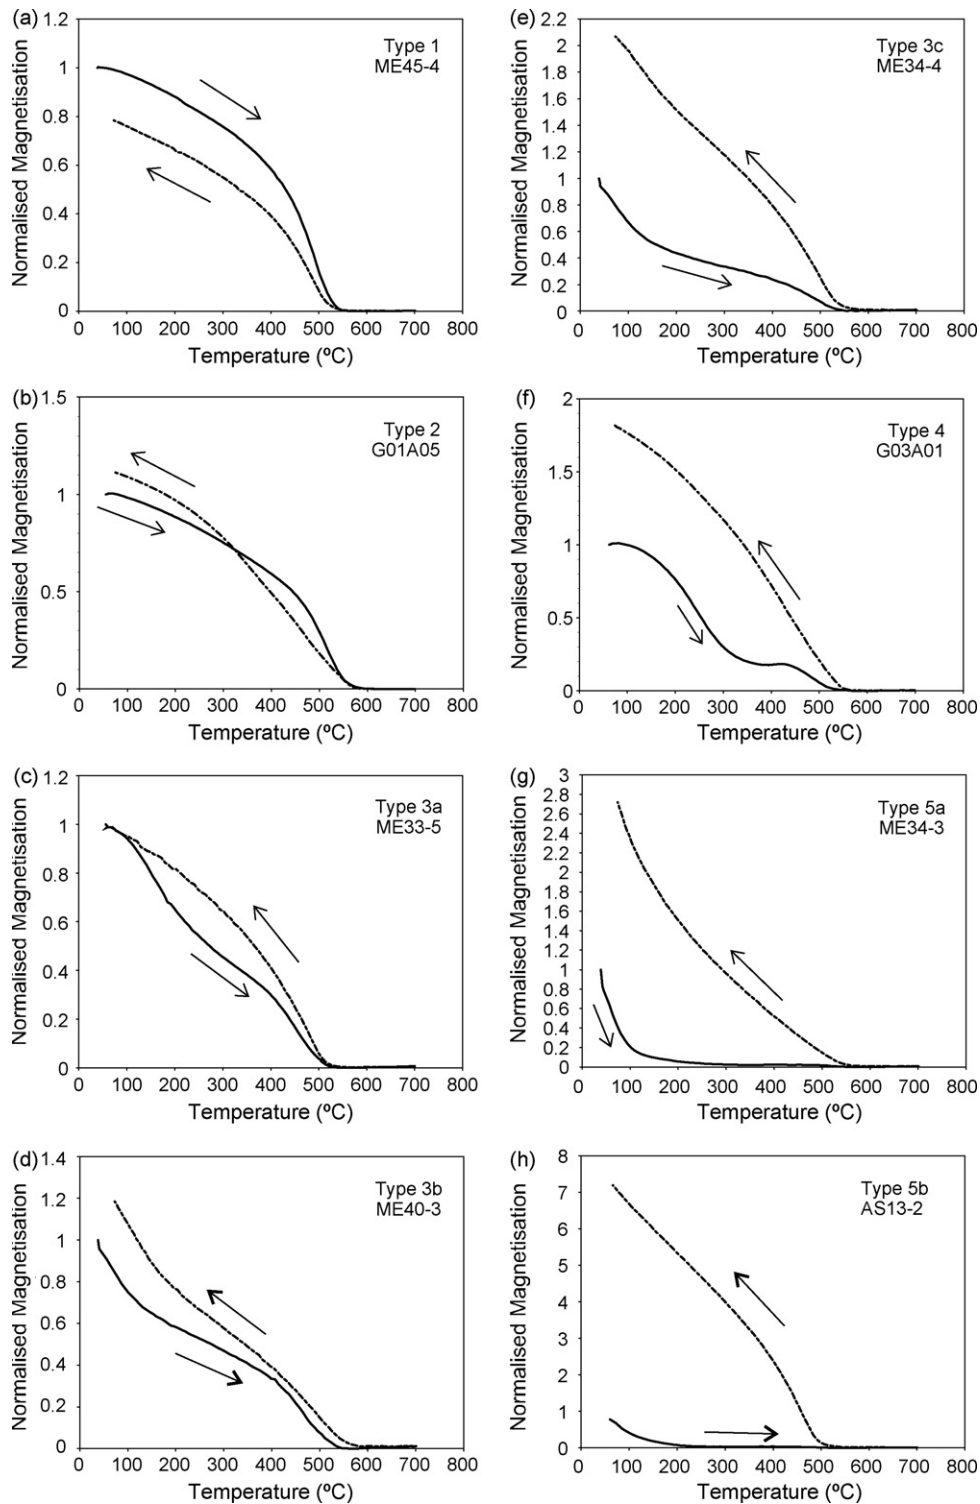 (a)
1.2
1
0.8
0.6
0.4
0.2
0
Normalised Magnetisation
Type 1
ME45-4
0 100 200 300 400 500 600 700 800
Temperature (ºC)
(b)
1.5
1
0.5
0
Normalised Magnetisation
Type 2
G01A05
0 100 200 300 400 500 600 700 800
Temperature (ºC)
(c)
1.2
1
0.8
0.6
0.4
0.2
0
Normalised Magnetisation
Type 3a
ME33-5
0 100 200 300 400 500 600 700 800
Temperature (ºC)
(d)
1.4
1.2
1
0.8
0.6
0.4
0.2
0
Normalised Magnetisation
Type 3b
ME40-3
0 100 200 300 400 500 600 700 800
Temperature (ºC)
(e)
2.2
2
1.8
1.6
1.4
1.2
1
0.8
0.6
0.4
0.2
0
Normalised Magnetisation
Type 3c
ME34-4
0 100 200 300 400 500 600 700 800
Temperature (ºC)
(f)
2
1.5
1
0.5
0
Normalised Magnetisation
Type 4
G03A01
0 100 200 300 400 500 600 700 800
Temperature (ºC)
(g)
3
2.8
2.6
2.4
2.2
2
1.8
1.6
1.4
1.2
1
0.8
0.6
0.4
0.2
0
Normalised Magnetisation
Type 5a
ME34-3
0 100 200 300 400 500 600 700 800
Temperature (ºC)
(h)
8
7
6
5
4
3
2
1
0
Normalised Magnetisation
Type 5b
AS13-2
0 100 200 300 400 500 600 700 800
Temperature (ºC)